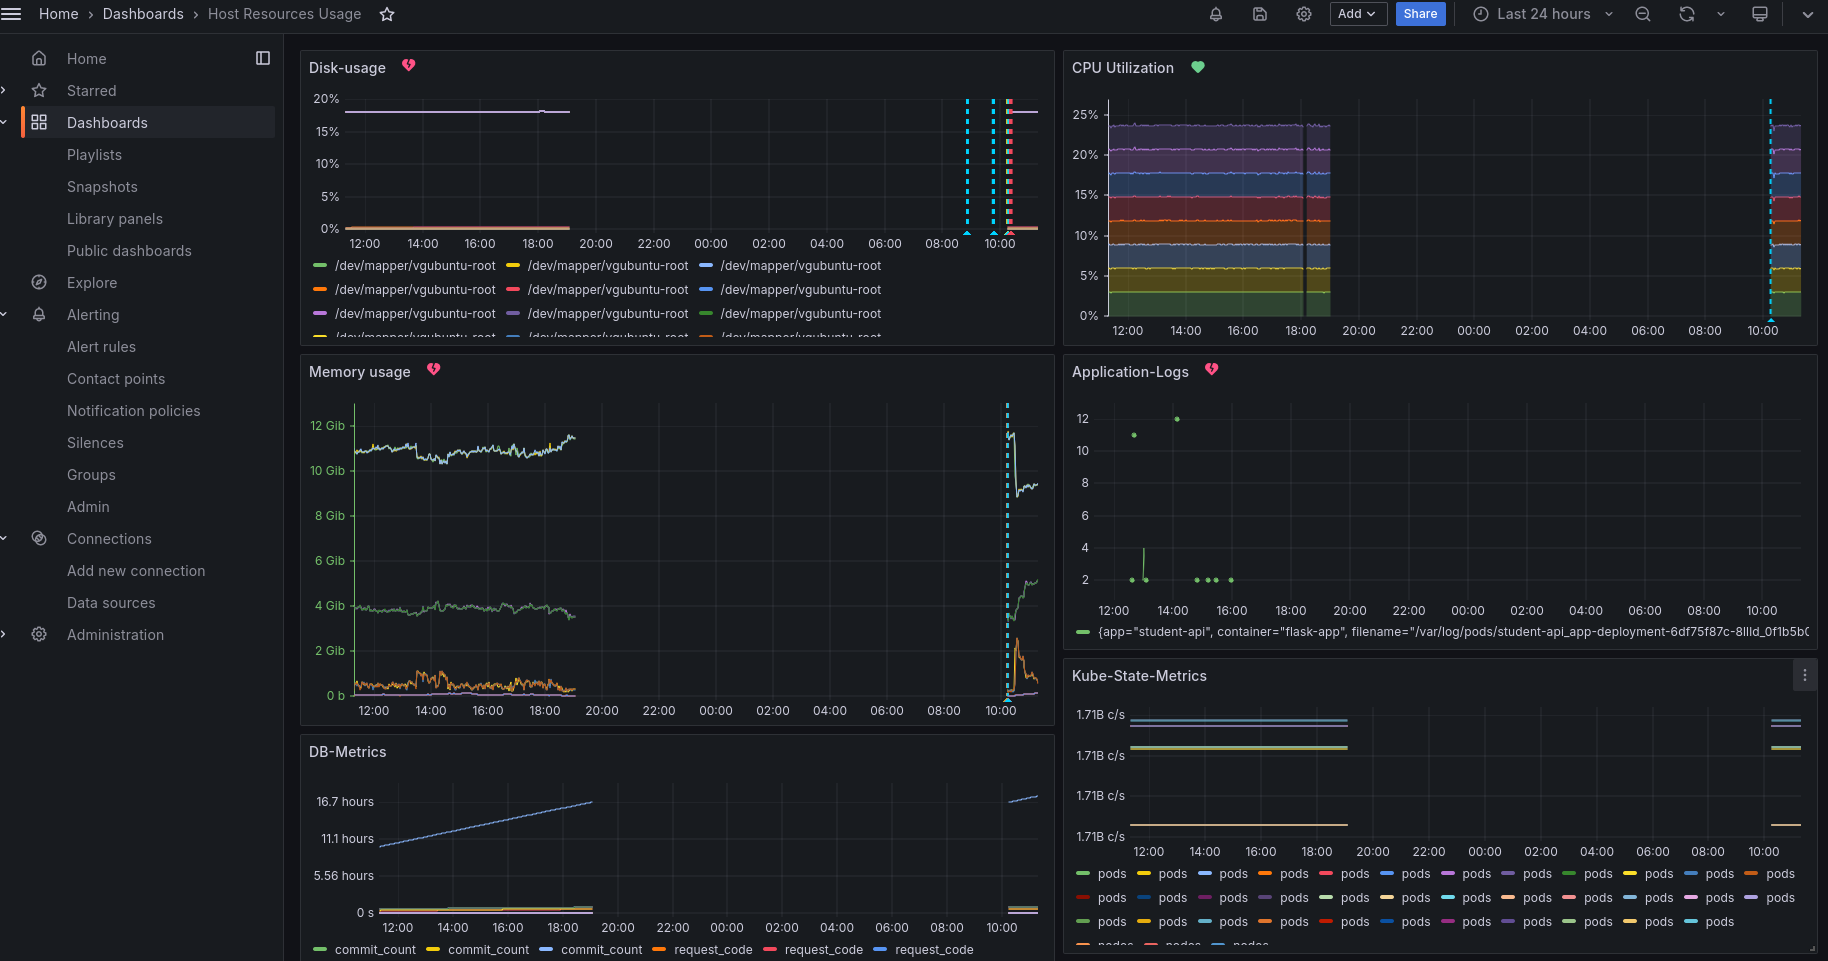 Home › Dashboards › Host Resources Usage
Add
Share
Last 24 hours
Home
Starred
Dashboards
Playlists
Snapshots
Library panels
Public dashboards
Explore
Alerting
Alert rules
Contact points
Notification policies
Silences
Groups
Admin
Connections
Add new connection
Data sources
Administration
Disk-usage
20%
15%
10%
5%
0%
12:00 14:00 16:00 18:00 20:00 22:00 00:00 02:00 04:00 06:00 08:00 10:00
/dev/mapper/vgubuntu-root /dev/mapper/vgubuntu-root /dev/mapper/vgubuntu-root
/dev/mapper/vgubuntu-root /dev/mapper/vgubuntu-root /dev/mapper/vgubuntu-root
/dev/mapper/vgubuntu-root /dev/mapper/vgubuntu-root /dev/mapper/vgubuntu-root
/dev/mapper/vgubuntu-root /dev/mapper/vgubuntu-root /dev/mapper/vgubuntu-root
CPU Utilization
25%
20%
15%
10%
5%
0%
12:00 14:00 16:00 18:00 20:00 22:00 00:00 02:00 04:00 06:00 08:00 10:00
Memory usage
12 Gib
10 Gib
8 Gib
6 Gib
4 Gib
2 Gib
0 b
12:00 14:00 16:00 18:00 20:00 22:00 00:00 02:00 04:00 06:00 08:00 10:00
Application-Logs
12
10
8
6
4
2
12:00 14:00 16:00 18:00 20:00 22:00 00:00 02:00 04:00 06:00 08:00 10:00
{app="student-api", container="flask-app", filename="/var/log/pods/student-api_app-deployment-6df75f87c-8llld_0f1b5b0
Kube-State-Metrics
1.71B c/s
1.71B c/s
1.71B c/s
1.71B c/s
12:00 14:00 16:00 18:00 20:00 22:00 00:00 02:00 04:00 06:00 08:00 10:00
pods pods pods pods pods pods pods pods pods pods pods pods
pods pods pods pods pods pods pods pods pods pods pods pods
pods pods pods pods pods pods pods pods pods pods pods
DB-Metrics
16.7 hours
11.1 hours
5.56 hours
0 s
12:00 14:00 16:00 18:00 20:00 22:00 00:00 02:00 04:00 06:00 08:00 10:00
commit_count commit_count commit_count request_code request_code request_code